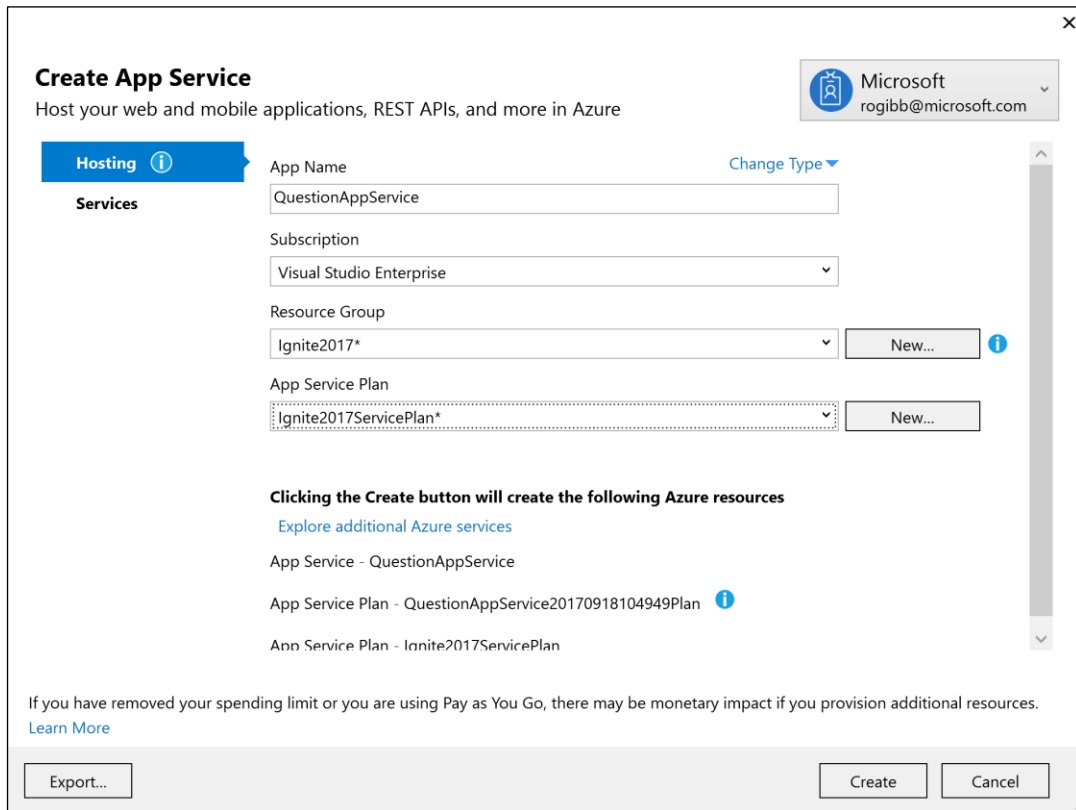 Create App Service
Host your web and mobile applications, REST APIs, and more in Azure
Microsoft
rogibb@microsoft.com
Hosting
Services
App Name
Change Type
QuestionAppService
Subscription
Visual Studio Enterprise
Resource Group
Ignite2017*
New...
App Service Plan
Ignite2017ServicePlan*
New...
Clicking the Create button will create the following Azure resources
Explore additional Azure services
App Service - QuestionAppService
App Service Plan - QuestionAppService20170918104949Plan
App Service Plan - Ignite2017ServicePlan
If you have removed your spending limit or you are using Pay as You Go, there may be monetary impact if you provision additional resources.
Learn More
Export...
Create
Cancel